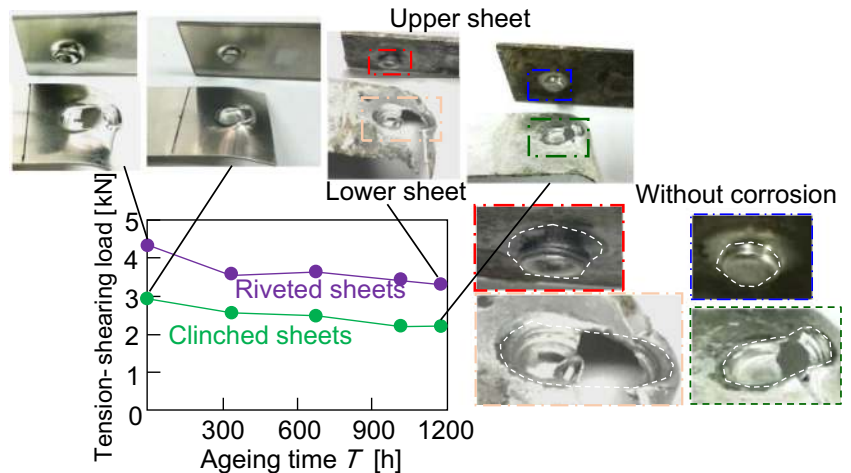 Upper sheet
Lower sheet
Without corrosion
Tension- shearing load [kN]
5
4
3
2
1
0
Riveted sheets
Clinched sheets
300
600
900
1200
Ageing time T [h]